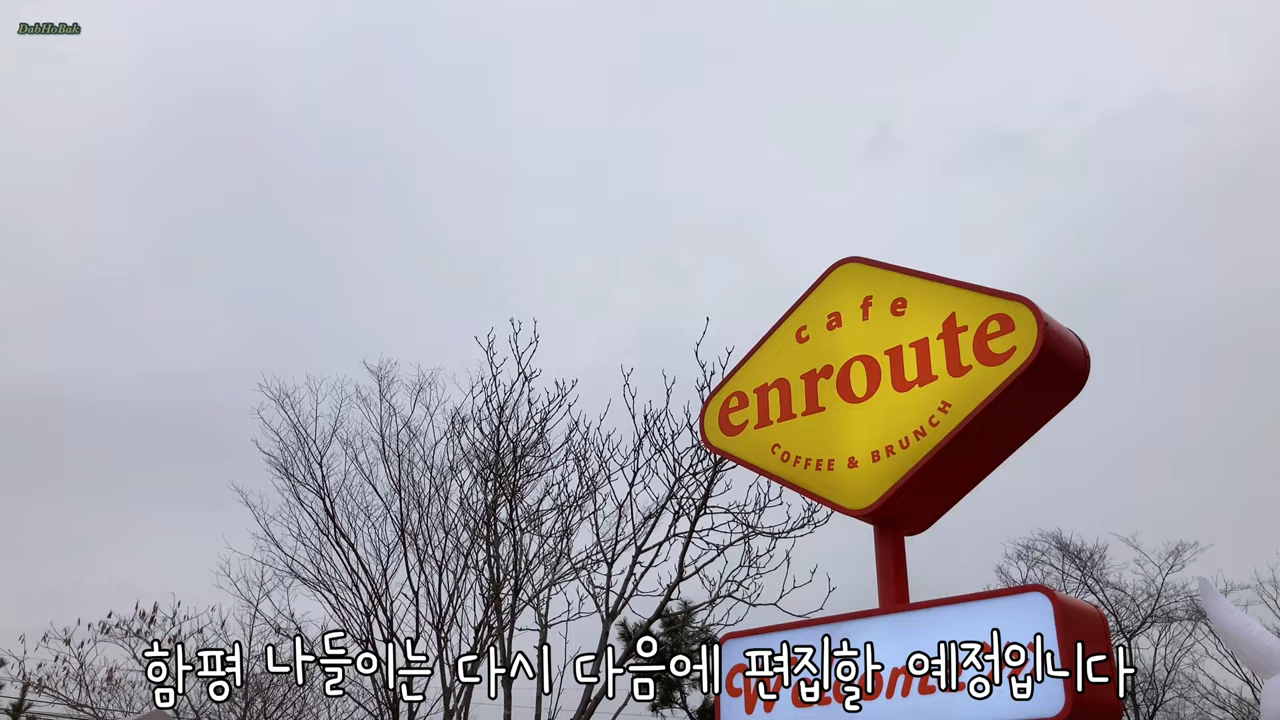 DabHoBak
cafe
enroute
COFFEE & BRUNCH
Welcome
함평 나들이는 다시 다음에 편집할 예정입니다